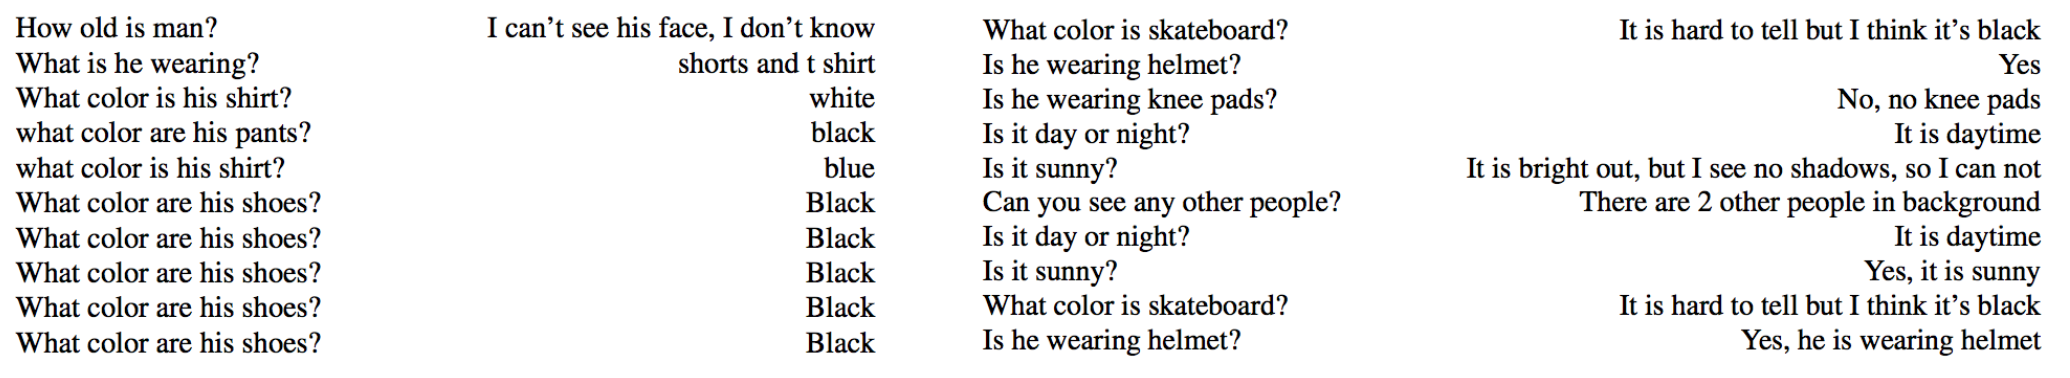 How old is man? I can't see his face, I don't know
What is he wearing? shorts and t shirt
What color is his shirt? white
what color are his pants? black
what color is his shirt? blue
What color are his shoes? Black
What color are his shoes? Black
What color are his shoes? Black
What color are his shoes? Black
What color are his shoes? Black
What color is skateboard? It is hard to tell but I think it's black
Is he wearing helmet? Yes
Is he wearing knee pads? No, no knee pads
Is it day or night? It is daytime
Is it sunny? It is bright out, but I see no shadows, so I can not
Can you see any other people? There are 2 other people in background
Is it day or night? It is daytime
Is it sunny? Yes, it is sunny
What color is skateboard? It is hard to tell but I think it's black
Is he wearing helmet? Yes, he is wearing helmet